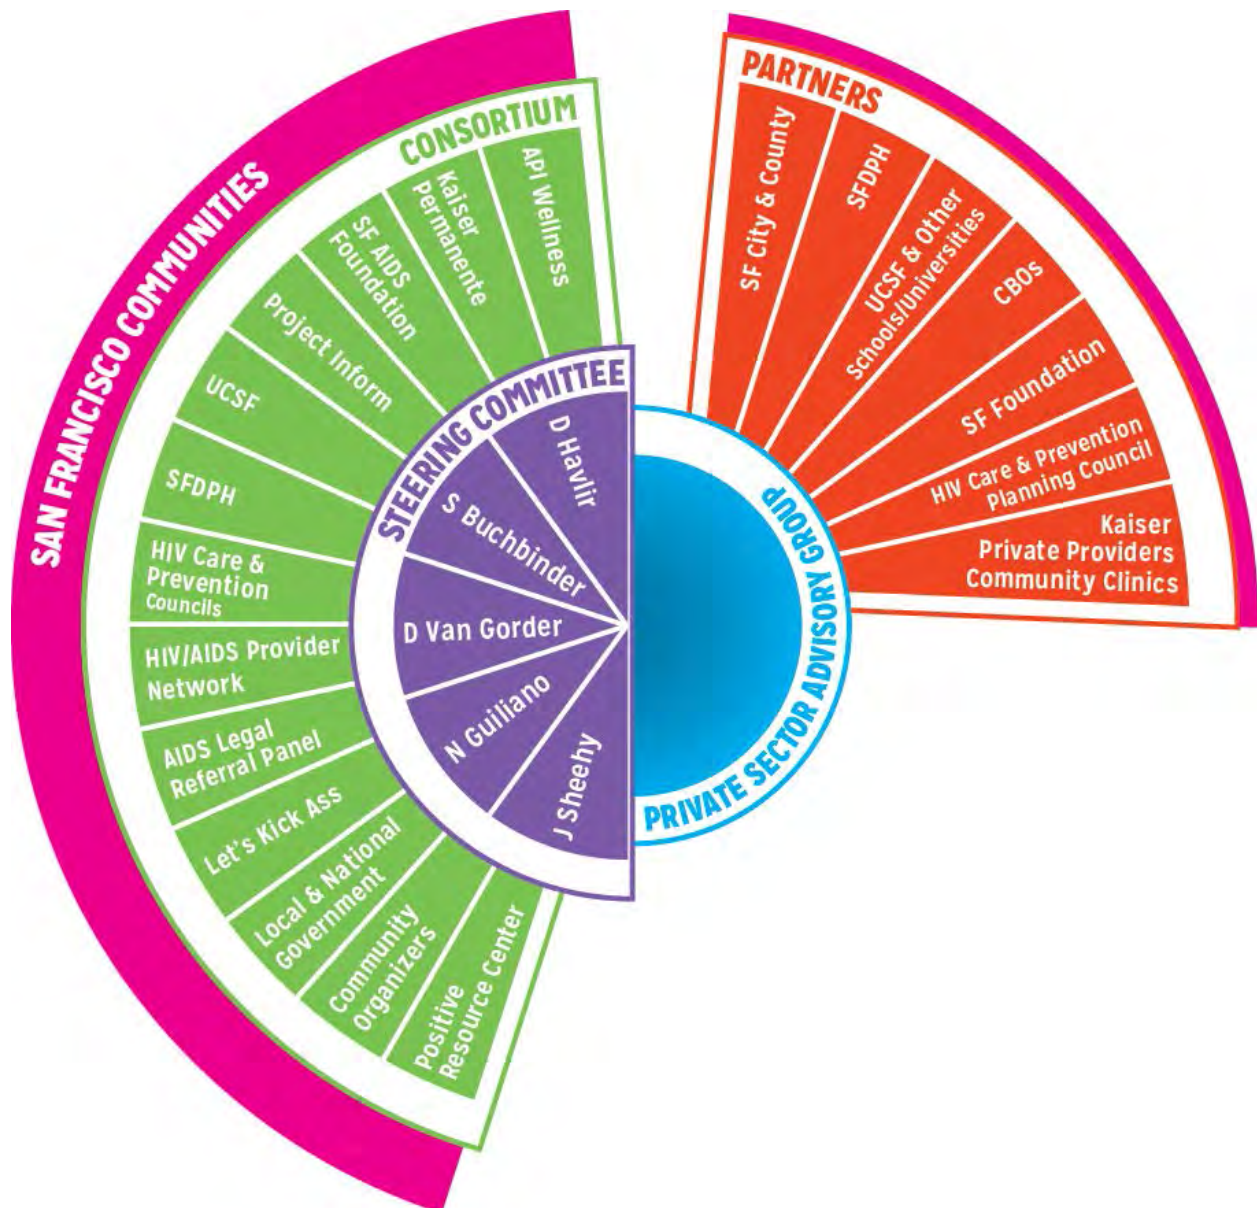 SAN FRANCISCO COMMUNITIES
CONSORTIUM
API Wellness
Kaiser
Permanente
SF AIDS
Foundation
Project Inform
UCSF
SFDPH
HIV Care &
Prevention
Councils
HIV/AIDS Provider
Network
AIDS Legal
Referral Panel
Let's Kick Ass
Local & National
Government
Community
Organizers
Positive
Resource Center
STEERING COMMITTEE
D Havlir
S Buchbinder
D Van Gorder
N Guiliano
J Sheehy
PRIVATE SECTOR ADVISORY GROUP
PARTNERS
SF City & County
SFDPH
UCSF & Other
Schools/Universities
CBOs
SF Foundation
HIV Care & Prevention
Planning Council
Kaiser
Private Providers
Community Clinics